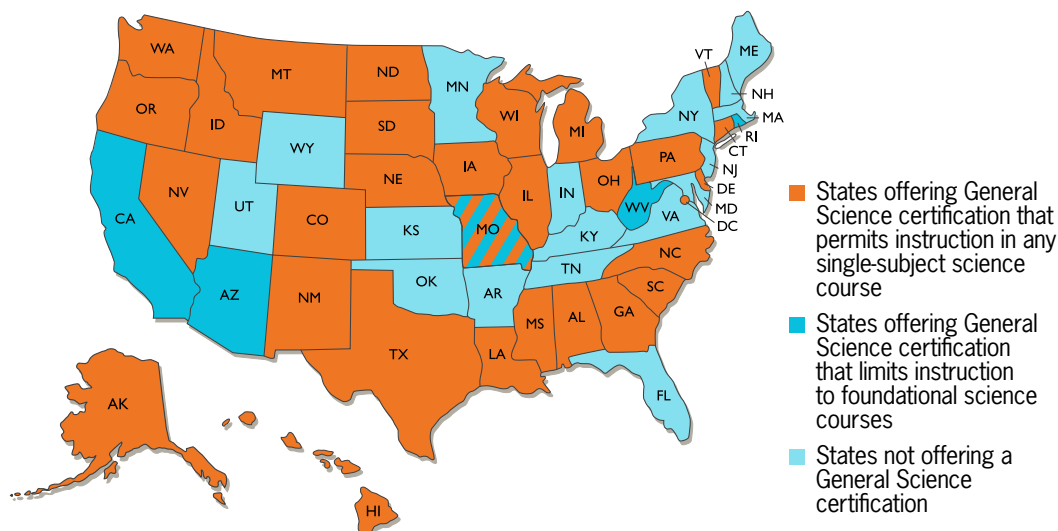 WA
MT
ND
MN
VT
ME
OR
ID
SD
WI
MI
NY
NH
MA
RI
CT
WY
IA
PA
NJ
NV
NE
IL
IN
OH
DE
MD
DC
CA
UT
CO
KS
MO
WV
VA
KY
NC
AZ
NM
OK
AR
TN
SC
MS
AL
GA
TX
LA
FL
AK
HI
States offering General
Science certification that
permits instruction in any
single-subject science
course
States offering General
Science certification
that limits instruction
to foundational science
courses
States not offering a
General Science
certification